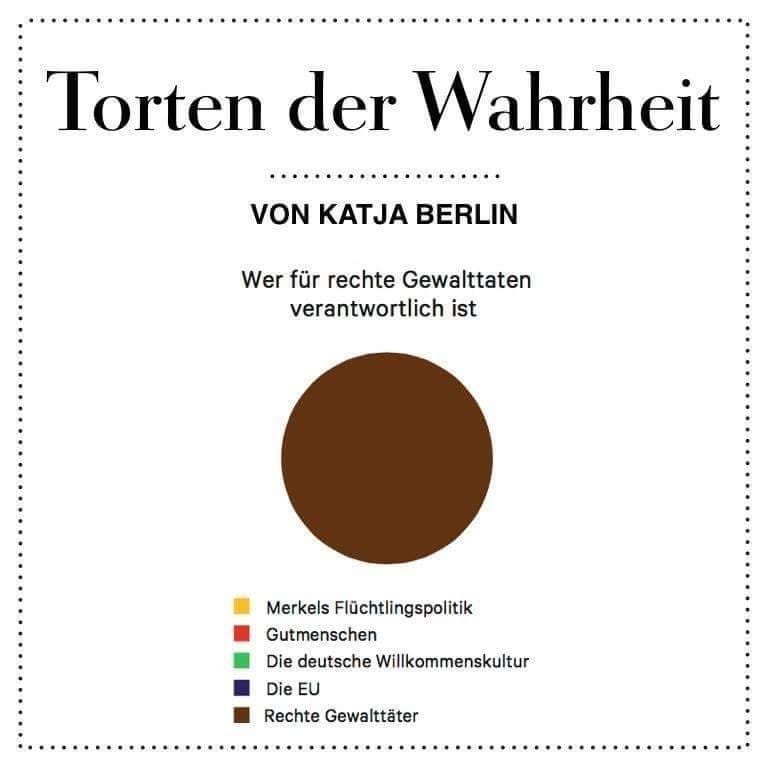 Torten der Wahrheit
VON KATJA BERLIN
Wer für rechte Gewalttaten
verantwortlich ist
Merkels Flüchtlingspolitik
Gutmenschen
Die deutsche Willkommenskultur
Die EU
Rechte Gewalttäter